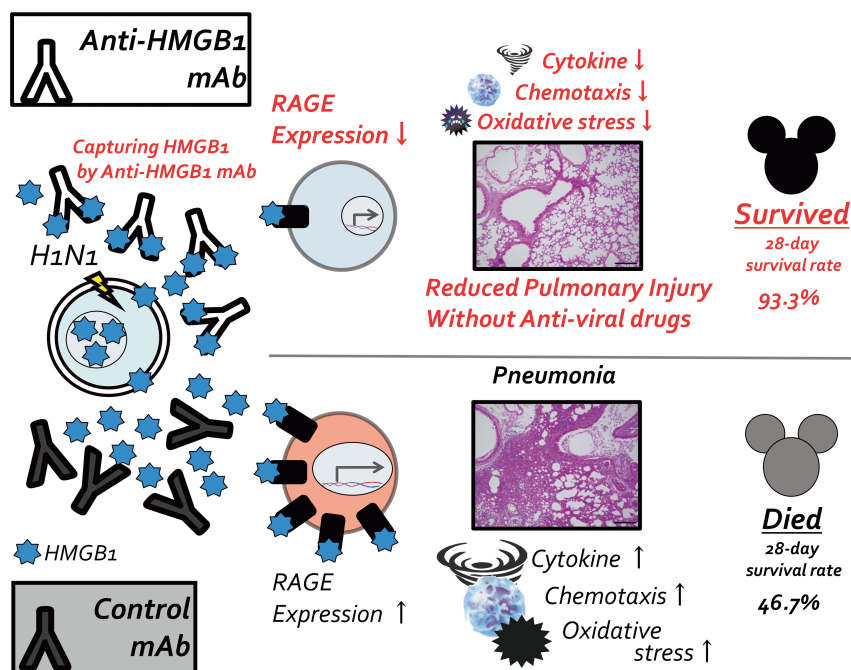 Anti-HMGB1
mAb
Capturing HMGB1
by Anti-HMGB1 mAb
H1N1
RAGE
Expression ↓
Cytokine ↓
Chemotaxis ↓
Oxidative stress ↓
Reduced Pulmonary Injury
Without Anti-viral drugs
Survived
28-day
survival rate
93.3%
HMGB1
Control
mAb
RAGE
Expression ↑
Pneumonia
Cytokine ↑
Chemotaxis ↑
Oxidative
stress ↑
Died
28-day
survival rate
46.7%